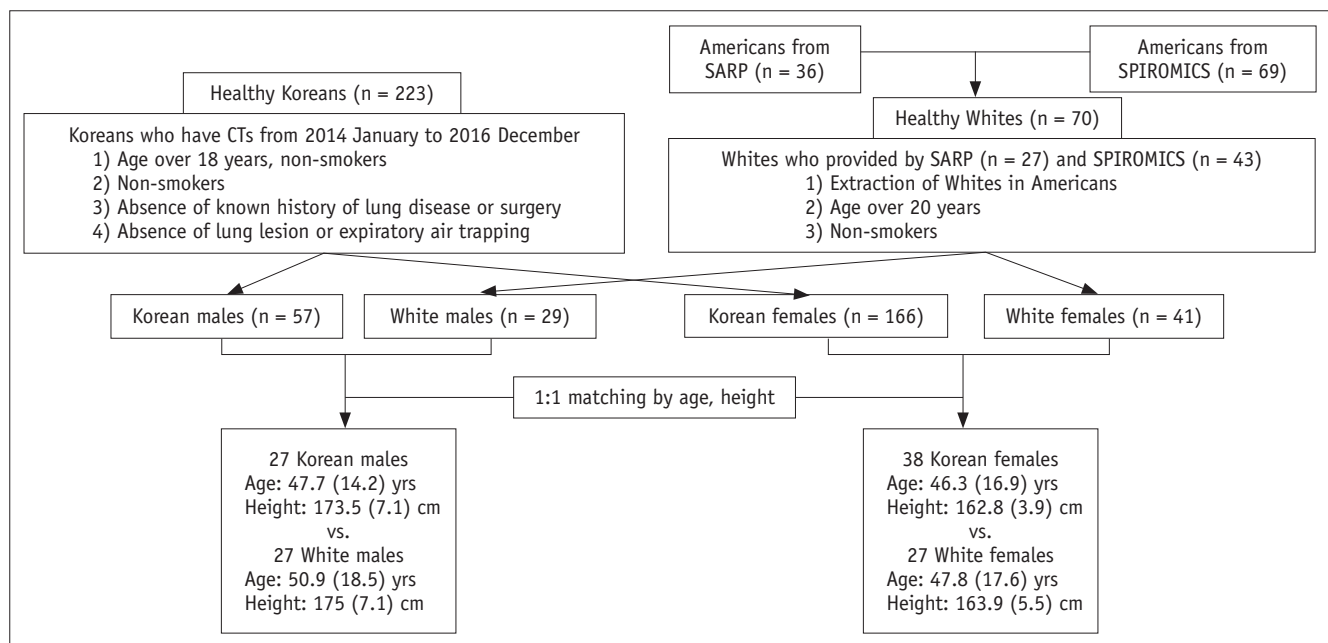 Americans from
SARP (n = 36)
Americans from
SPIROMICS (n = 69)
Healthy Koreans (n = 223)
Koreans who have CTs from 2014 January to 2016 December
1) Age over 18 years, non-smokers
2) Non-smokers
3) Absence of known history of lung disease or surgery
4) Absence of lung lesion or expiratory air trapping
Healthy Whites (n = 70)
Whites who provided by SARP (n = 27) and SPIROMICS (n = 43)
1) Extraction of Whites in Americans
2) Age over 20 years
3) Non-smokers
Korean males (n = 57)
White males (n = 29)
Korean females (n = 166)
White females (n = 41)
1:1 matching by age, height
27 Korean males
Age: 47.7 (14.2) yrs
Height: 173.5 (7.1) cm
vs.
27 White males
Age: 50.9 (18.5) yrs
Height: 175 (7.1) cm
38 Korean females
Age: 46.3 (16.9) yrs
Height: 162.8 (3.9) cm
vs.
27 White females
Age: 47.8 (17.6) yrs
Height: 163.9 (5.5) cm